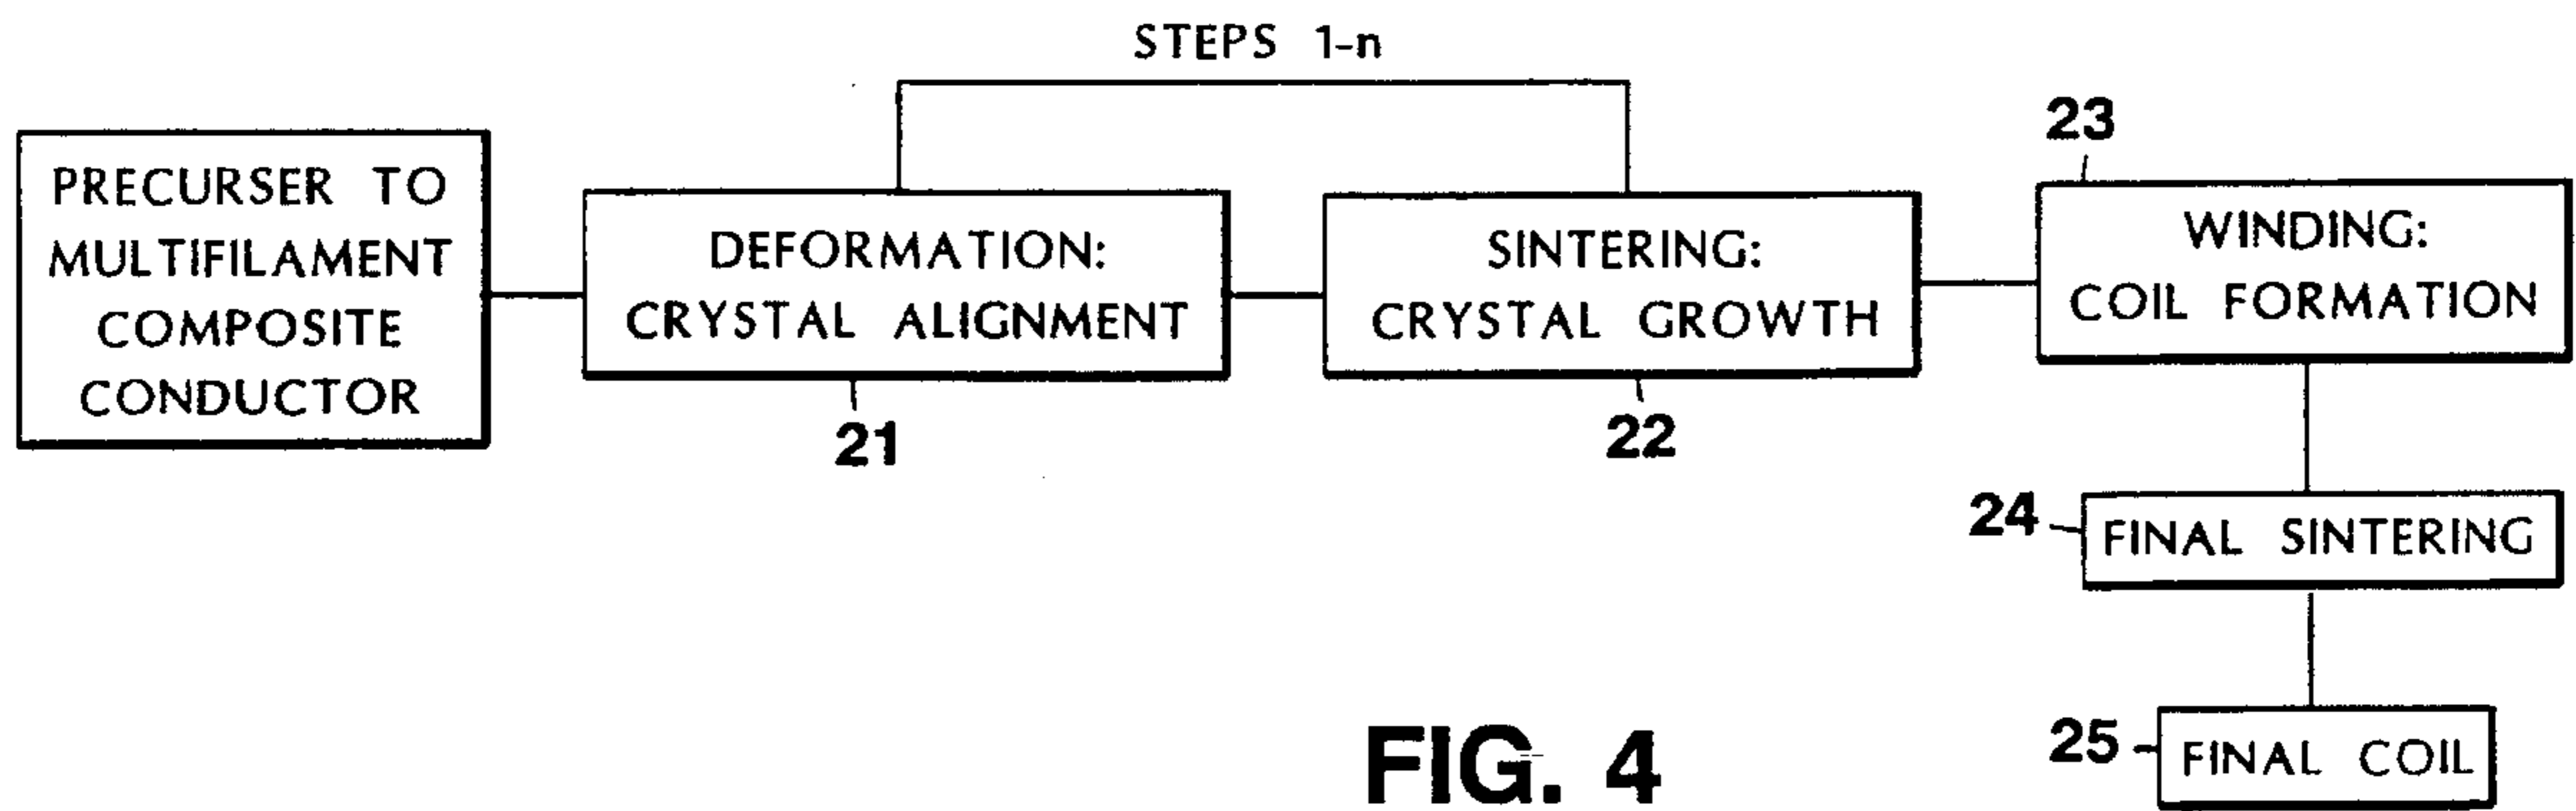 STEPS 1-n
PRECURSER TO
MULTIFILAMENT
COMPOSITE
CONDUCTOR
DEFORMATION:
CRYSTAL ALIGNMENT
21
SINTERING:
CRYSTAL GROWTH
22
23
WINDING:
COIL FORMATION
24
FINAL SINTERING
25
FINAL COIL
FIG. 4